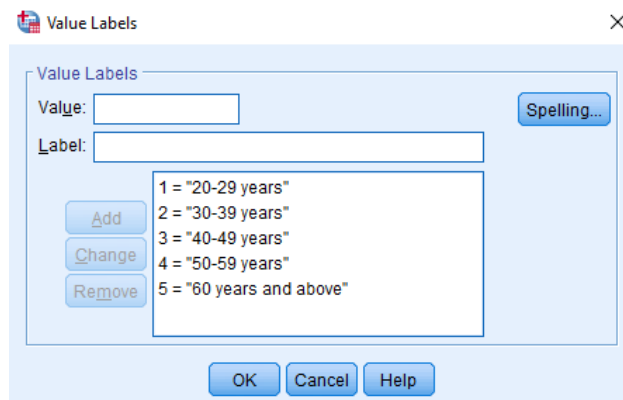 Value Labels
Value Labels
Value:
Spelling...
Label:
1 = "20-29 years"
2 = "30-39 years"
3 = "40-49 years"
4 = "50-59 years"
5 = "60 years and above"
Add
Change
Remove
OK Cancel Help